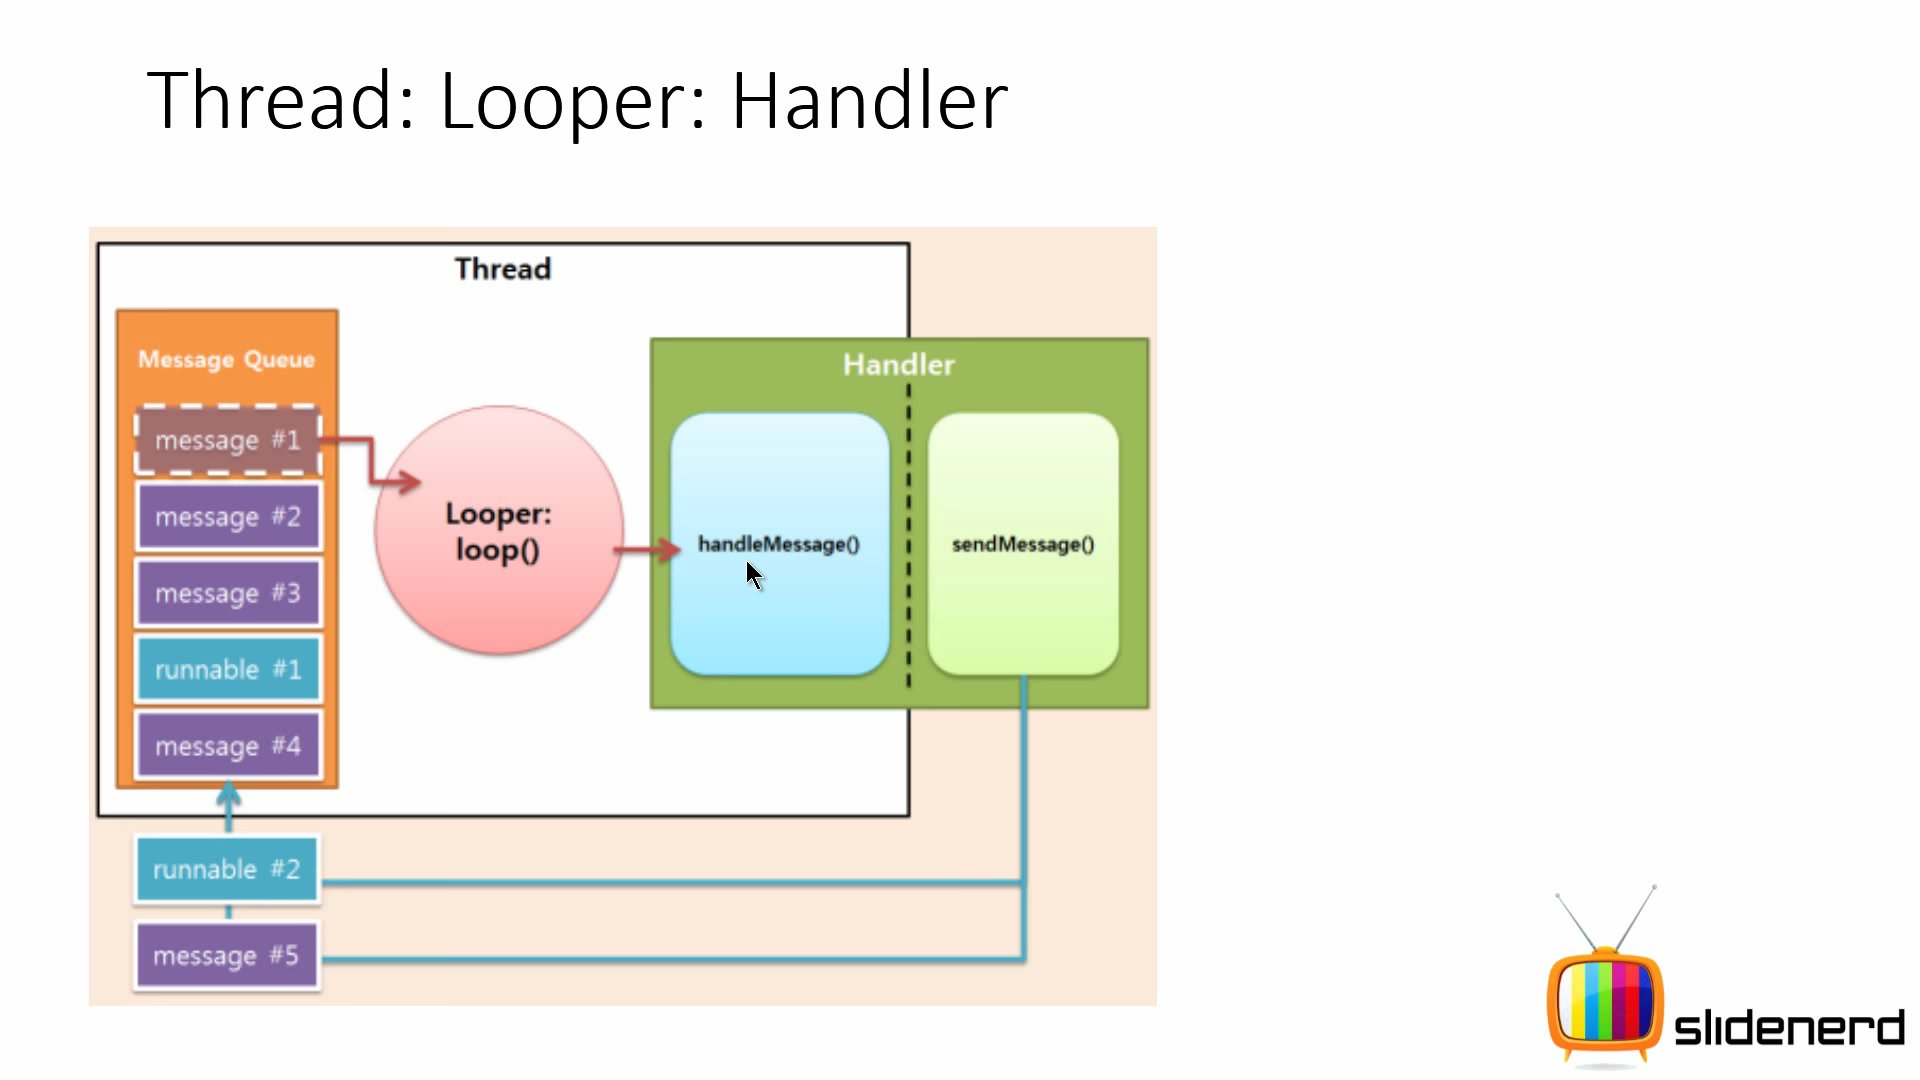 Thread: Looper: Handler
Thread
Message Queue
message #1
message #2
message #3
runnable #1
message #4
runnable #2
message #5
Looper:
loop()
Handler
handleMessage()
sendMessage()
slidenerd